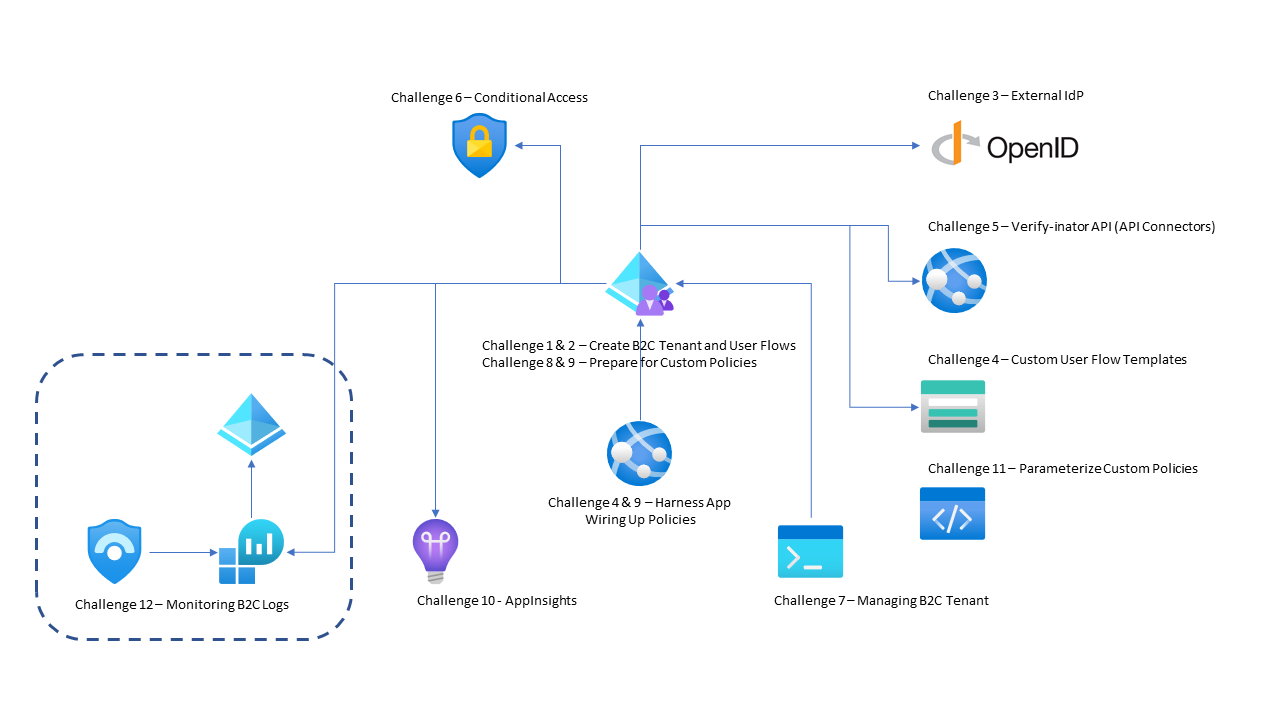 Challenge 6 – Conditional Access
Challenge 3 – External IdP
OpenID
Challenge 5 – Verify-inator API (API Connectors)
Challenge 1 & 2 – Create B2C Tenant and User Flows
Challenge 8 & 9 – Prepare for Custom Policies
Challenge 4 – Custom User Flow Templates
Challenge 11 – Parameterize Custom Policies
Challenge 4 & 9 – Harness App
Wiring Up Policies
Challenge 12 – Monitoring B2C Logs
Challenge 10 - AppInsights
Challenge 7 – Managing B2C Tenant